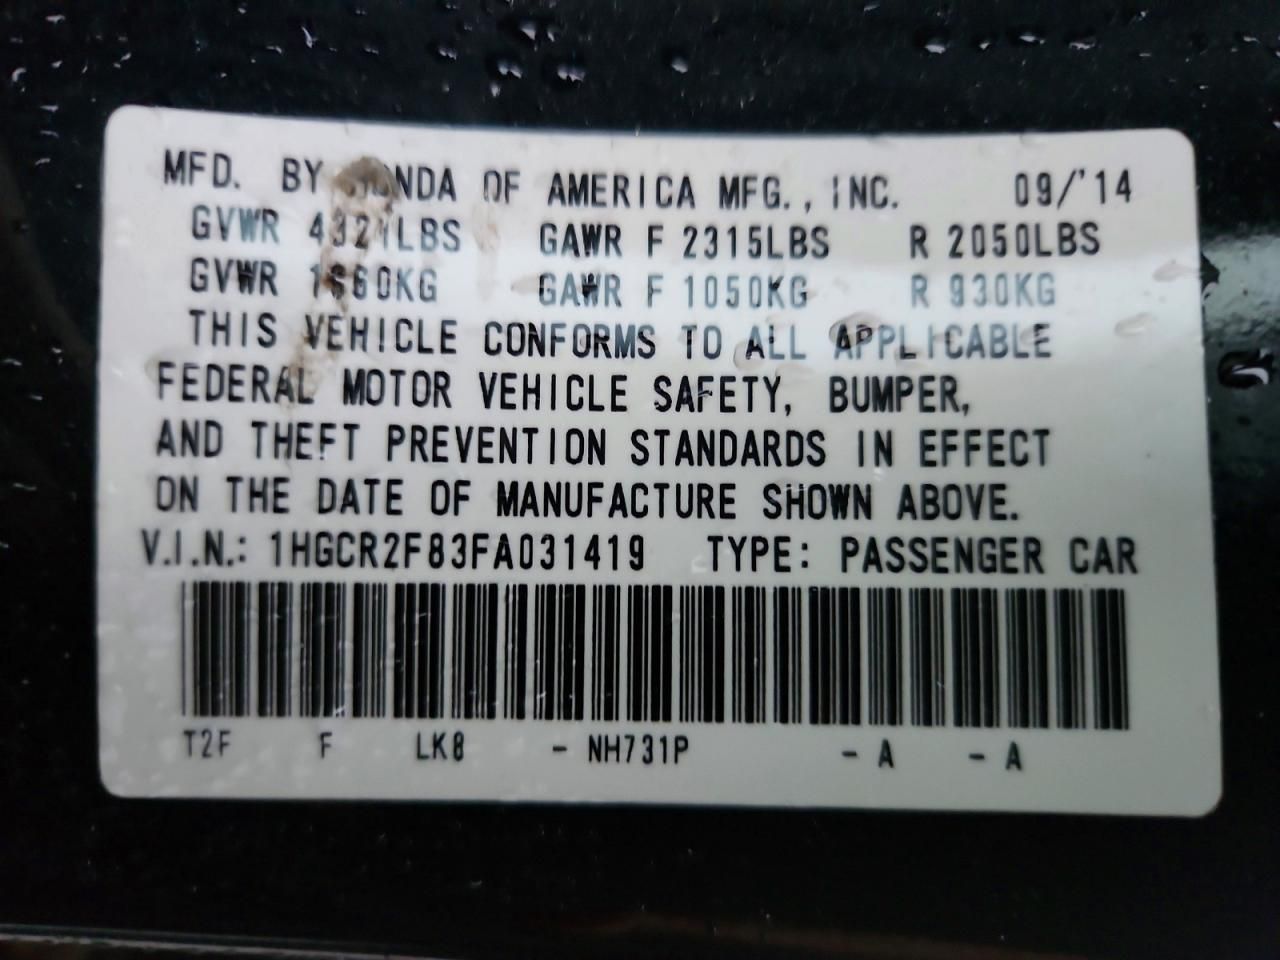 MFD. BY HONDA OF AMERICA MFG., INC. 09/'14
GVWR 4321LBS GAWR F 2315LBS R 2050LBS
GVWR 1960KG GAWR F 1050KG R 930KG
THIS VEHICLE CONFORMS TO ALL APPLICABLE
FEDERAL MOTOR VEHICLE SAFETY, BUMPER,
AND THEFT PREVENTION STANDARDS IN EFFECT
ON THE DATE OF MANUFACTURE SHOWN ABOVE.
V.I.N.: 1HGCR2F83FA031419 TYPE: PASSENGER CAR
T2F F LK8 - NH731P - A - A